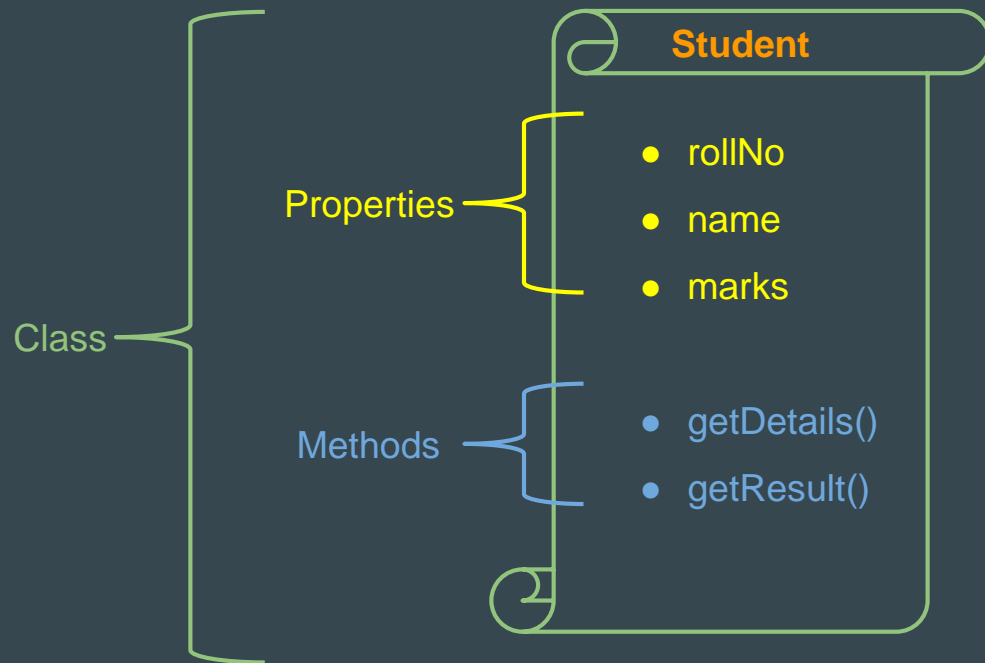 Student
Class
Properties
● rollNo
● name
● marks
Methods
● getDetails()
● getResult()